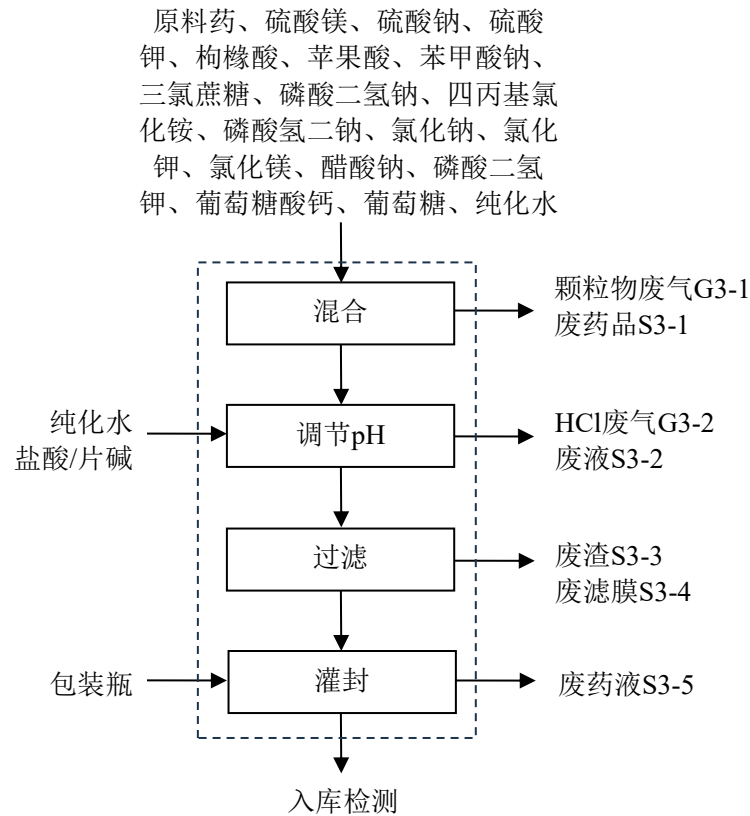 原料药、硫酸镁、硫酸钠、硫酸
钾、枸橼酸、苹果酸、苯甲酸钠、
三氯蔗糖、磷酸二氢钠、四丙基氯
化铵、磷酸氢二钠、氯化钠、氯化
钾、氯化镁、醋酸钠、磷酸二氢
钾、葡萄糖酸钙、葡萄糖、纯化水
混合
颗粒物废气G3-1
废药品S3-1
纯化水
盐酸/片碱
调节pH
HCl废气G3-2
废液S3-2
过滤
废渣S3-3
废滤膜S3-4
包装瓶
灌封
废药液S3-5
入库检测